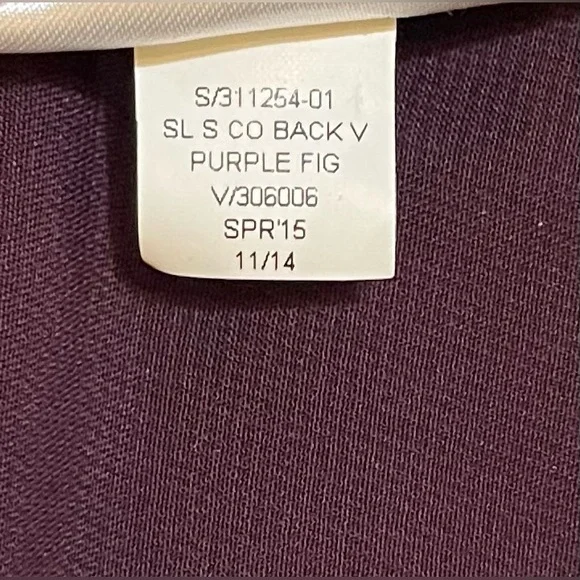 S/311254-01
SL S CO BACK V
PURPLE FIG
V/306006
SPR'15
11/14